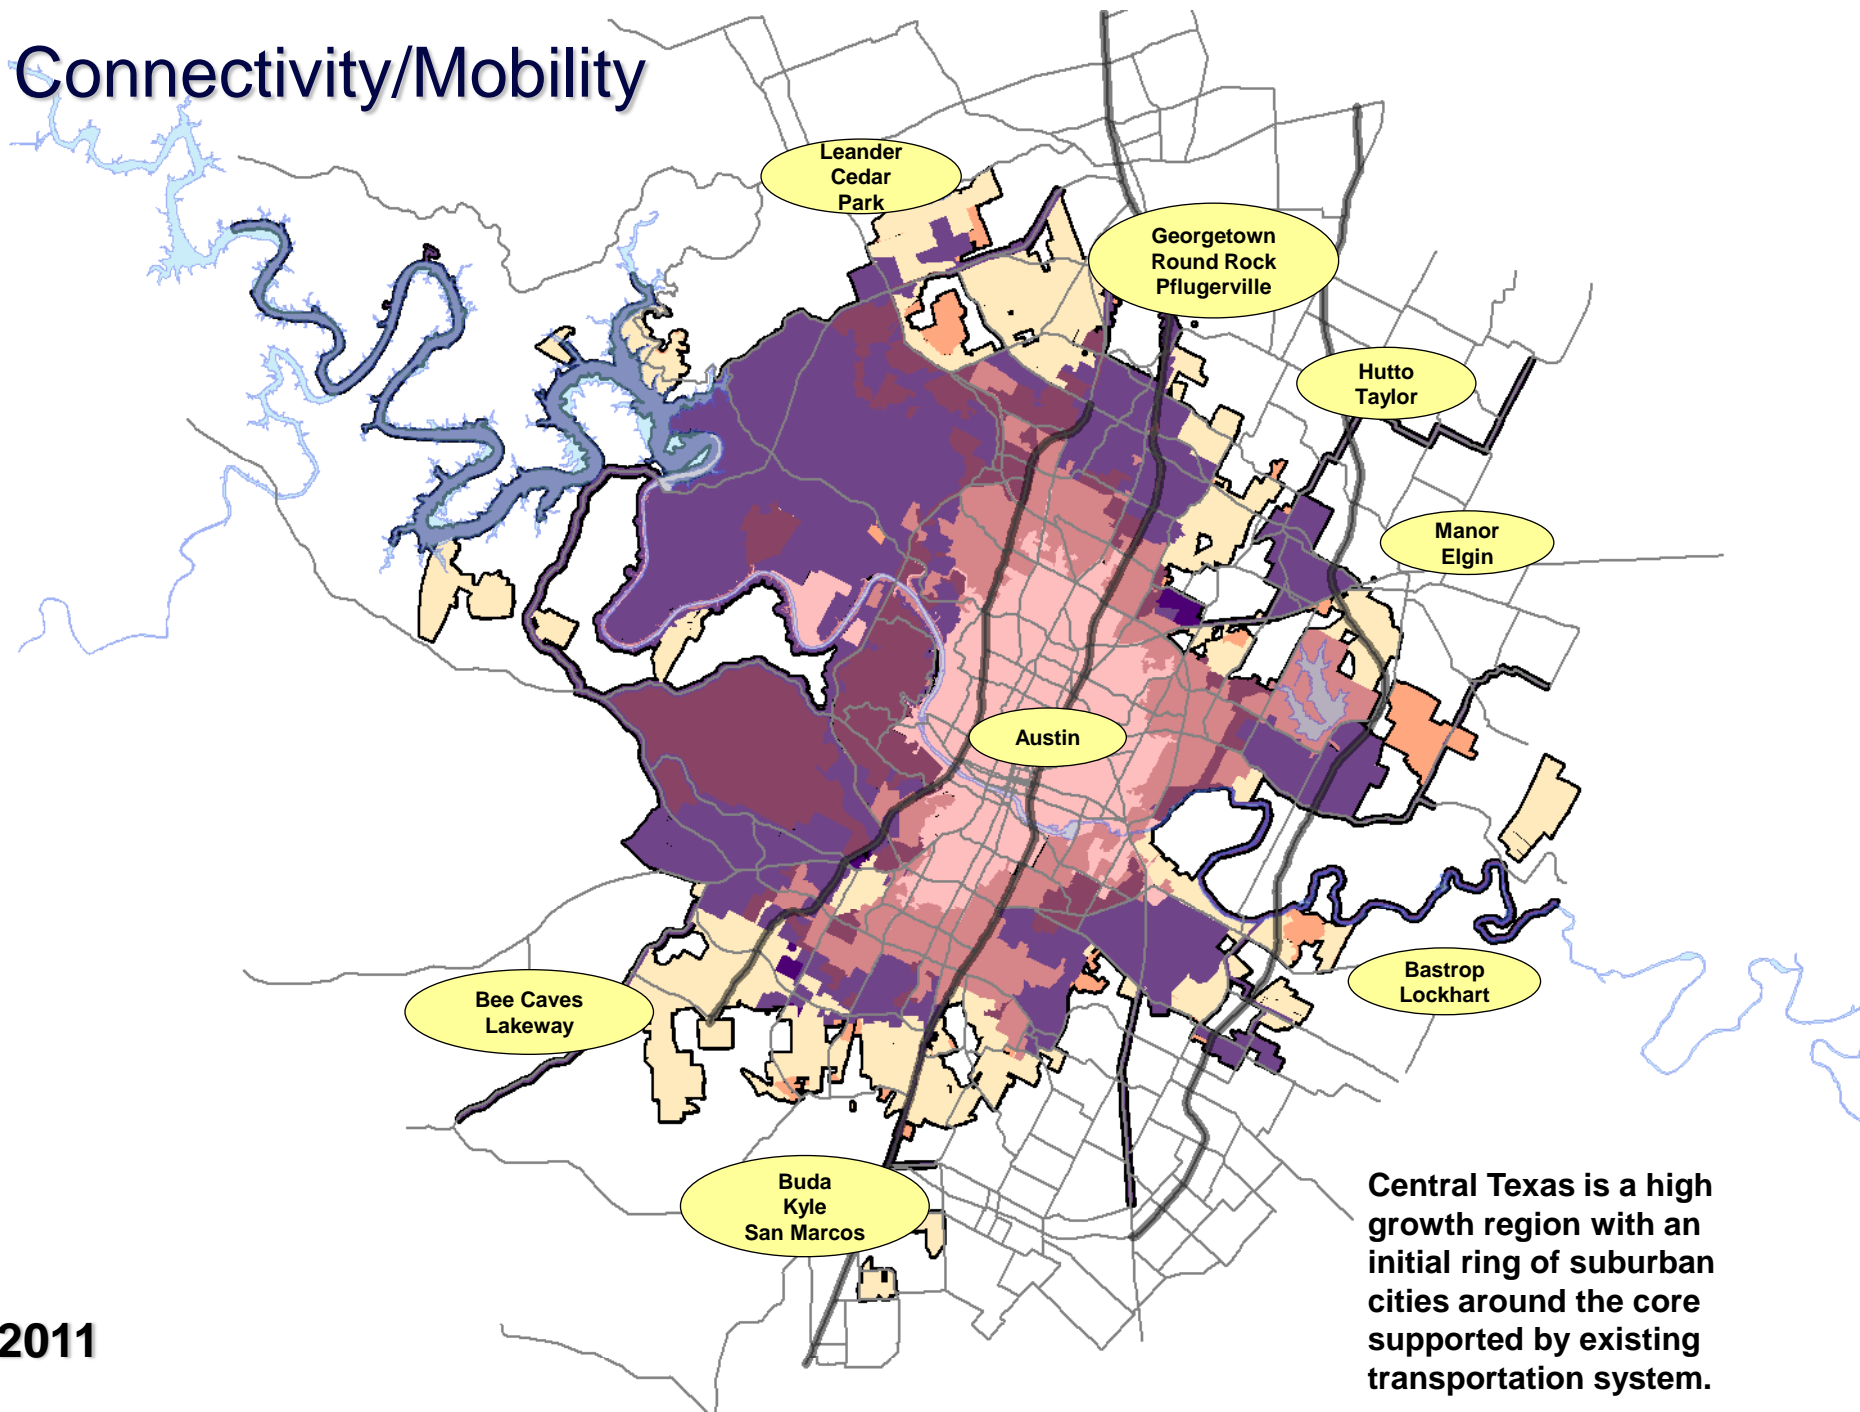 Connectivity/Mobility
Leander
Cedar
Park
Georgetown
Round Rock
Pflugerville
Hutto
Taylor
Manor
Elgin
Austin
Bastrop
Lockhart
Bee Caves
Lakeway
Buda
Kyle
San Marcos
Central Texas is a high
growth region with an
initial ring of suburban
cities around the core
supported by existing
transportation system.
2011